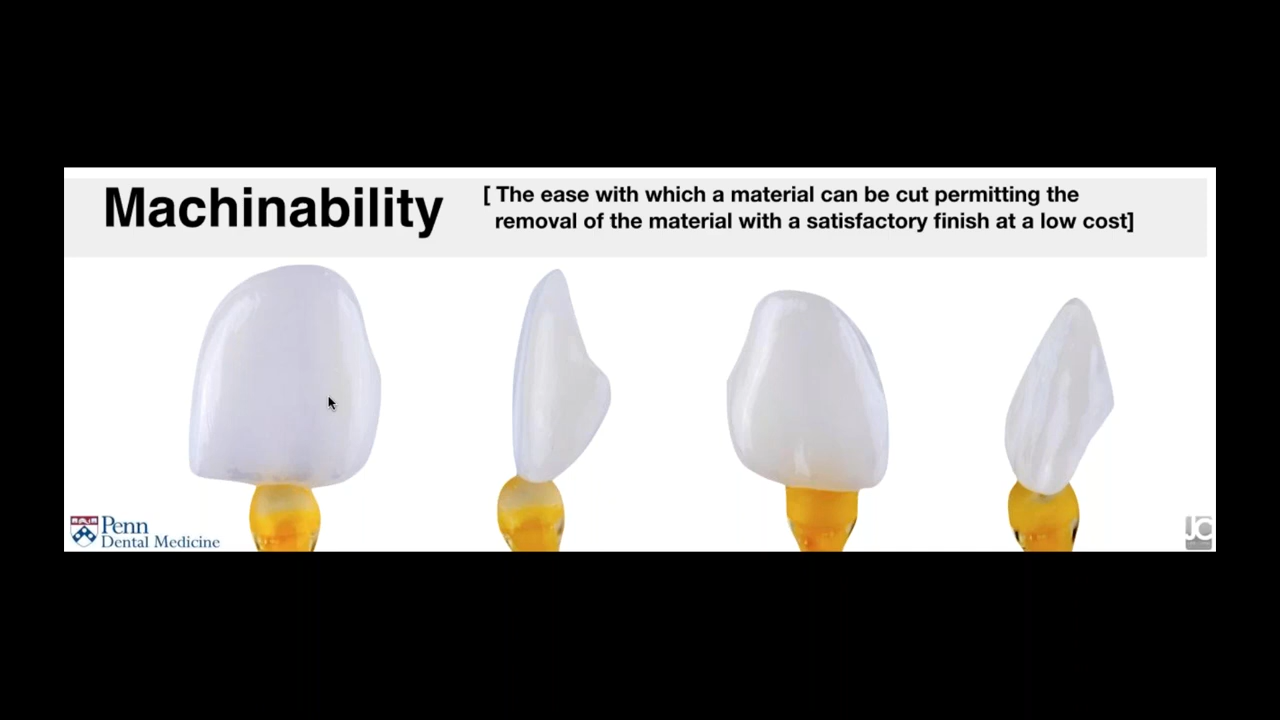 Machinability
[ The ease with which a material can be cut permitting the
removal of the material with a satisfactory finish at a low cost]
Penn
Dental Medicine
JC